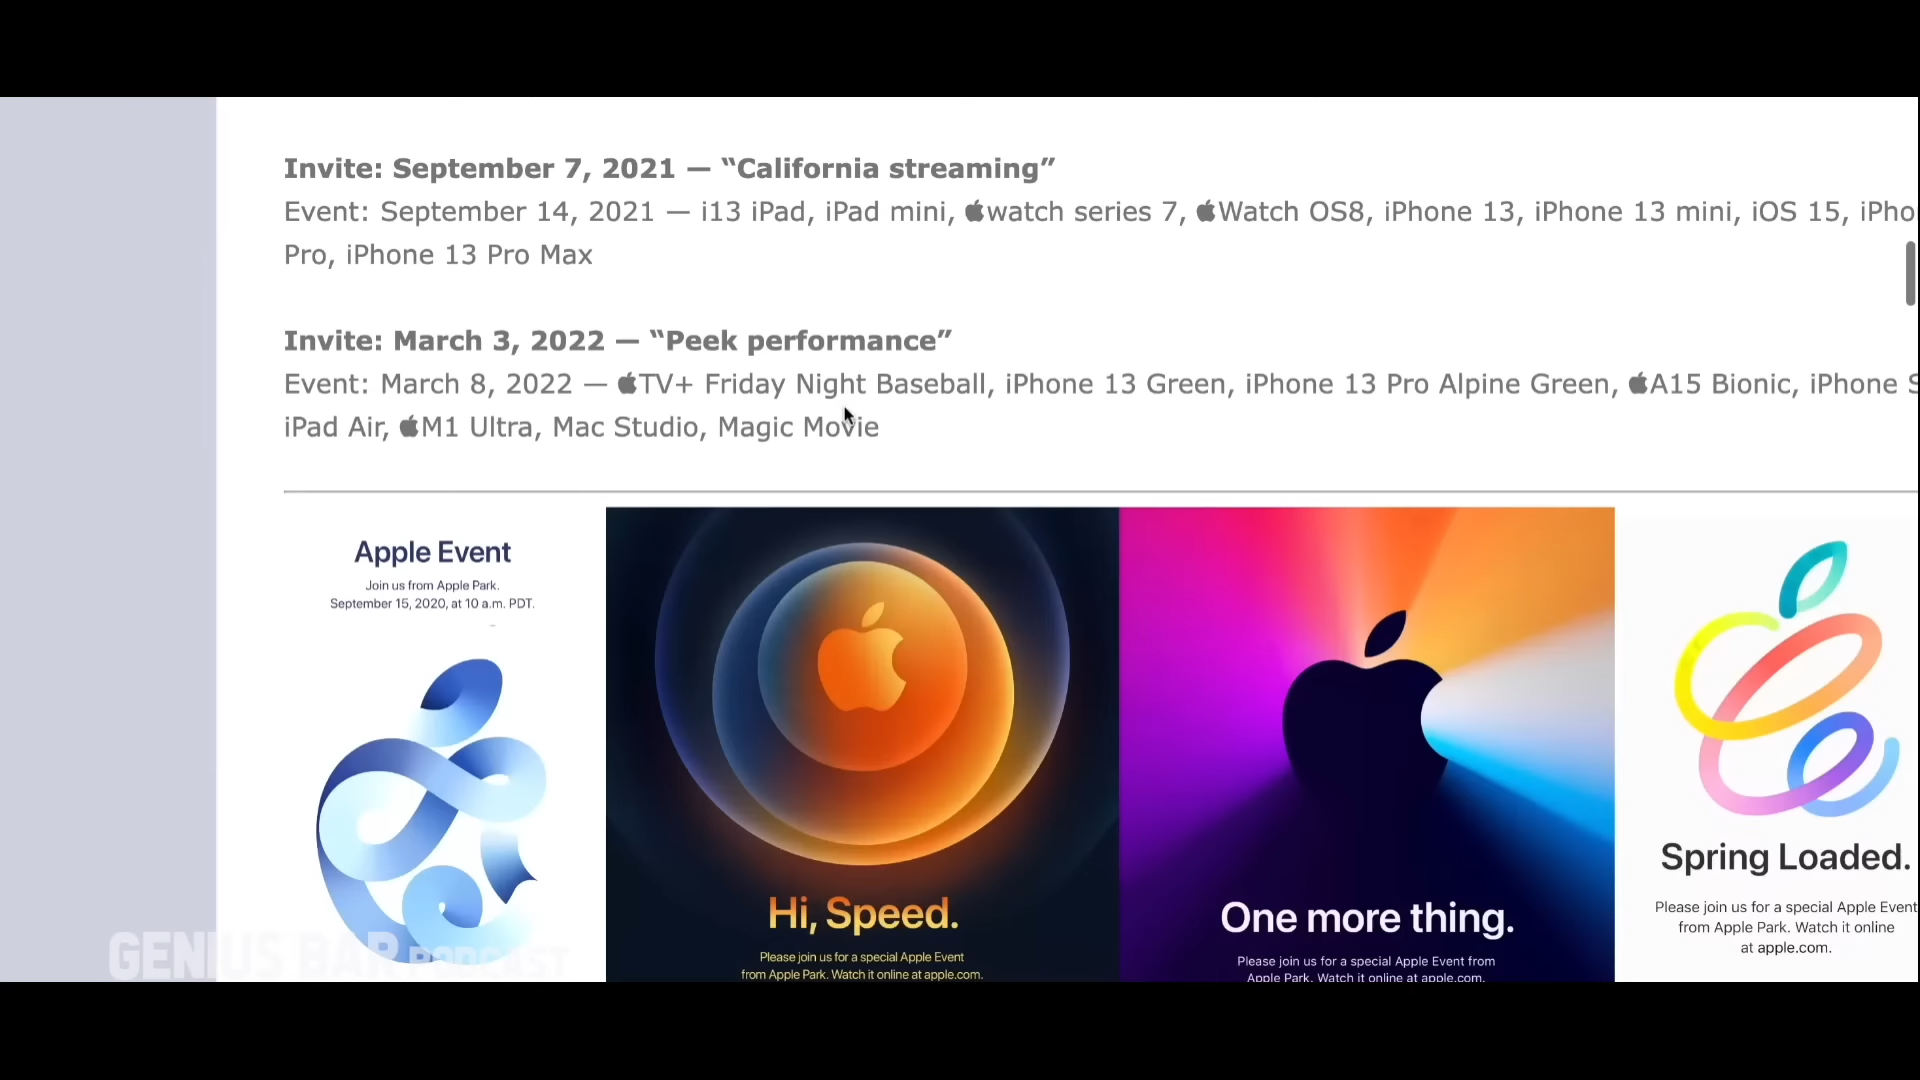 Invite: September 7, 2021 — “California streaming”
Event: September 14, 2021 — i13 iPad, iPad mini, watch series 7, Watch OS8, iPhone 13, iPhone 13 mini, iOS 15, iPho
Pro, iPhone 13 Pro Max
Invite: March 3, 2022 — “Peek performance”
Event: March 8, 2022 — TV+ Friday Night Baseball, iPhone 13 Green, iPhone 13 Pro Alpine Green, A15 Bionic, iPhone S
iPad Air, M1 Ultra, Mac Studio, Magic Movie
Apple Event
Join us from Apple Park.
September 15, 2020, at 10 a.m. PDT.
Hi, Speed.
Please join us for a special Apple Event
from Apple Park. Watch it online at apple.com.
One more thing.
Please join us for a special Apple Event from
Apple Park. Watch it online at apple.com.
Spring Loaded.
Please join us for a special Apple Event
from Apple Park. Watch it online
at apple.com.
GENIUS BAR PODCAST